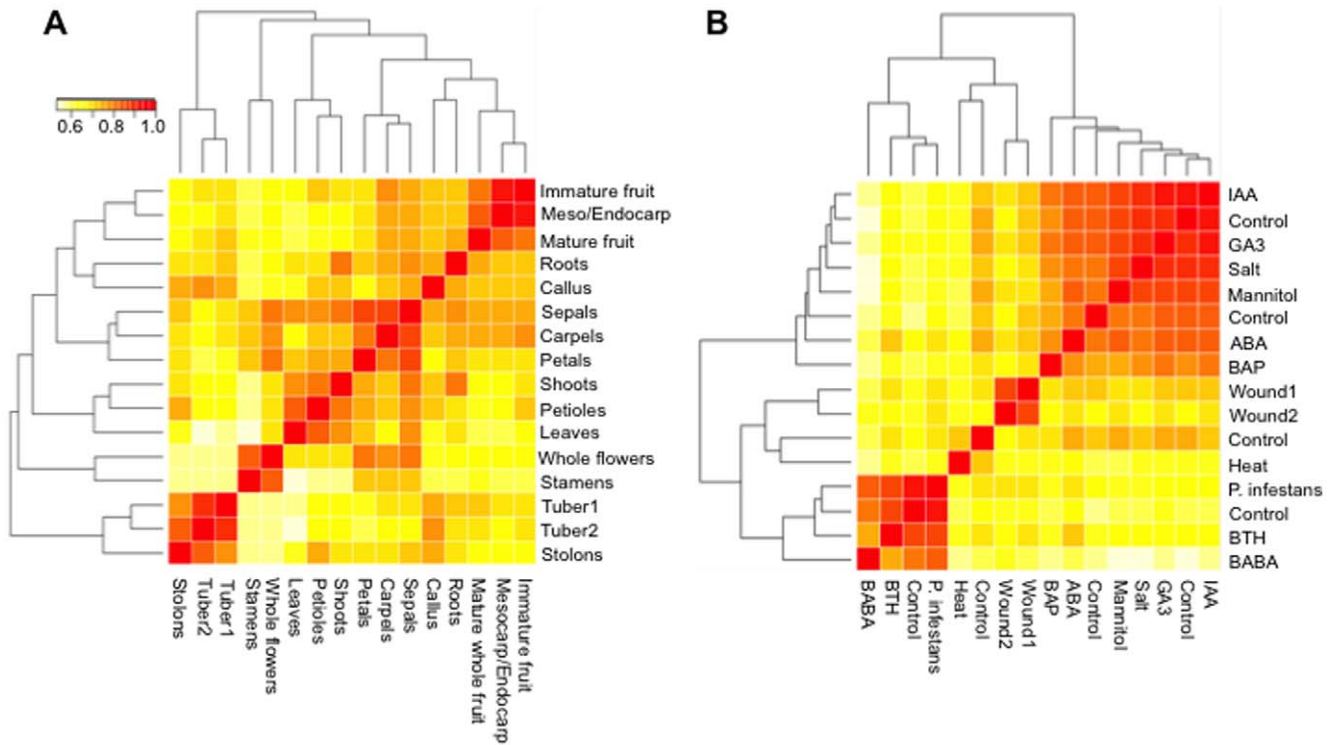 A
0.6 0.8 1.0
Immature fruit
Meso/Endocarp
Mature fruit
Roots
Callus
Sepals
Carpels
Petals
Shoots
Petioles
Leaves
Whole flowers
Stamens
Tuber1
Tuber2
Stolons
Stolons
Tuber2
Tuber1
Stamens
Whole flowers
Leaves
Petioles
Shoots
Petals
Carpels
Sepals
Callus
Roots
Mature whole fruit
Mesocarp/Endocarp
Immature fruit
B
IAA
Control
GA3
Salt
Mannitol
Control
ABA
BAP
Wound1
Wound2
Control
Heat
P. infestans
Control
BTH
BABA
BABA
BTH
Control
P. infestans
Heat
Control
Wound2
Wound1
BAP
ABA
Control
Mannitol
Salt
GA3
Control
IAA